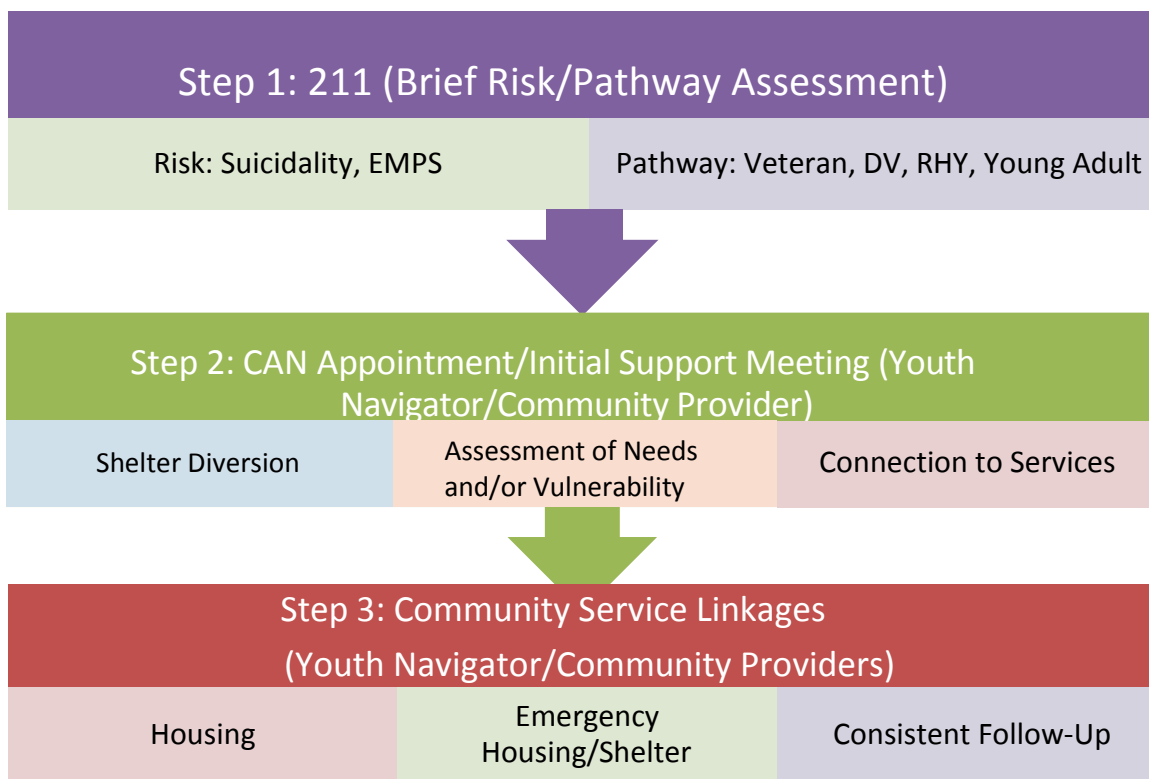 Step 1: 211 (Brief Risk/Pathway Assessment)
Risk: Suicidality, EMPS
Pathway: Veteran, DV, RHY, Young Adult
Step 2: CAN Appointment/Initial Support Meeting (Youth
Navigator/Community Provider)
Shelter Diversion
Assessment of Needs
and/or Vulnerability
Connection to Services
Step 3: Community Service Linkages
(Youth Navigator/Community Providers)
Housing
Emergency
Housing/Shelter
Consistent Follow-Up